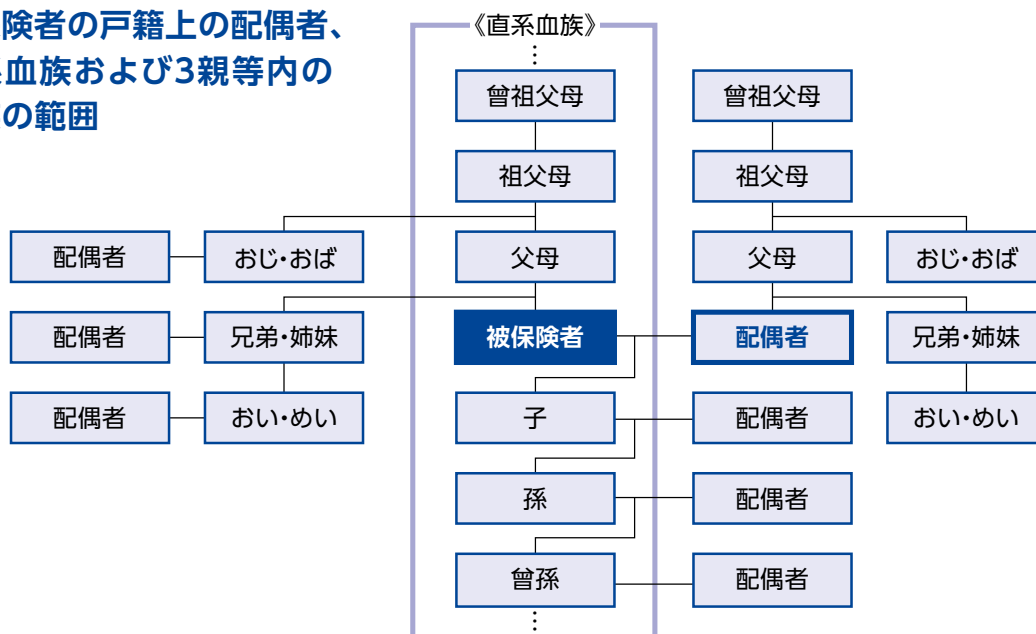 険者の戸籍上の配偶者、
血族および3親等内の
の範囲
《直系血族》
⋮
曾祖父母
曾祖父母
祖父母
祖父母
配偶者
おじ・おば
父母
父母
おじ・おば
配偶者
兄弟・姉妹
被保険者
配偶者
兄弟・姉妹
配偶者
おい・めい
子
配偶者
おい・めい
孫
配偶者
曾孫
配偶者
⋮